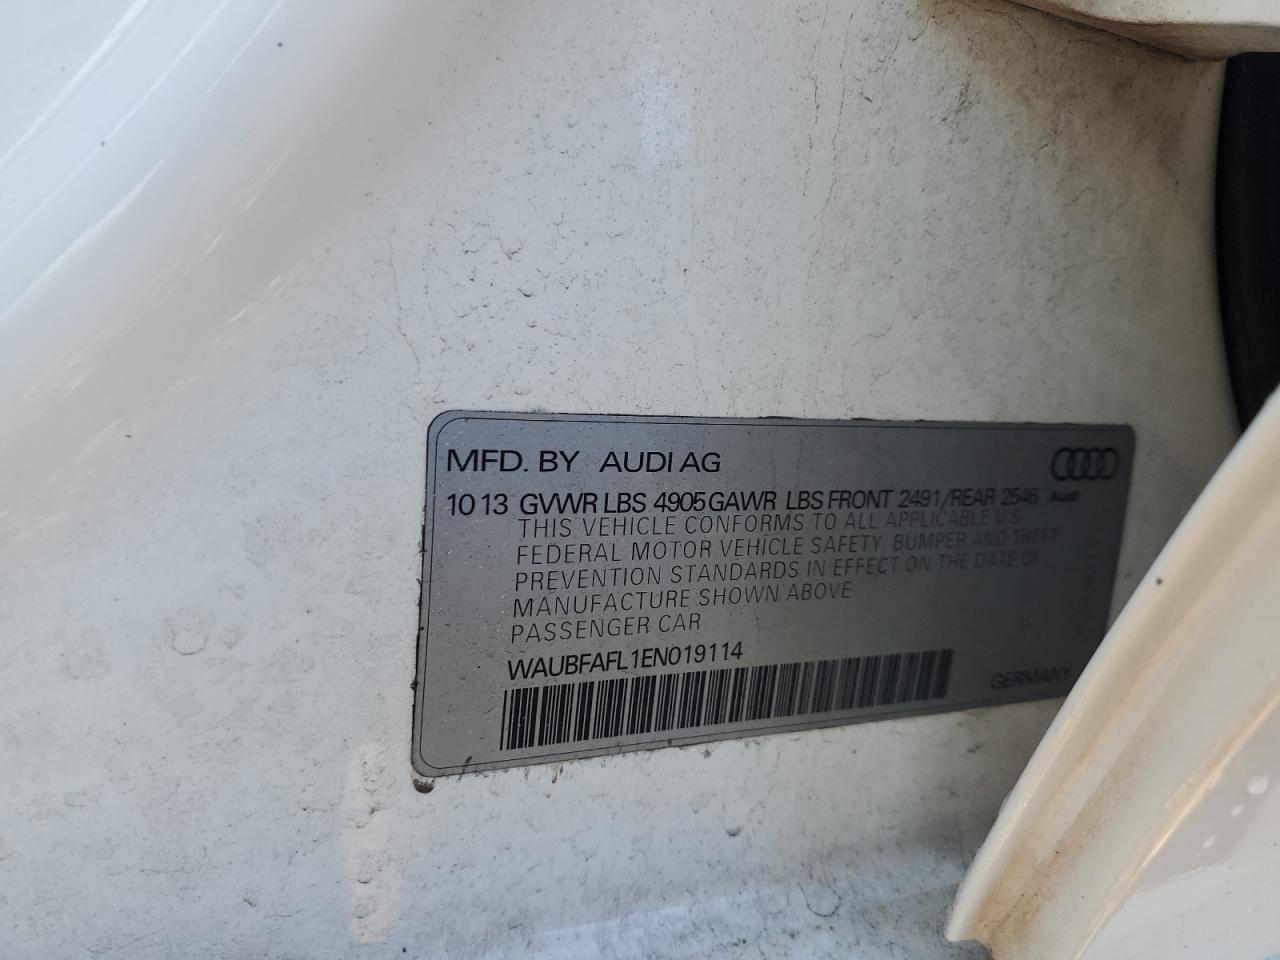 MFD. BY AUDI AG
10 13 GVWR LBS 4905 GAWR LBS FRONT 2491/REAR 2546
Audi
THIS VEHICLE CONFORMS TO ALL APPLICABLE U S
FEDERAL MOTOR VEHICLE SAFETY, BUMPER AND THEFT
PREVENTION STANDARDS IN EFFECT ON THE DATE OF
MANUFACTURE SHOWN ABOVE
PASSENGER CAR
WAUBFAFL1EN019114
GERMANY